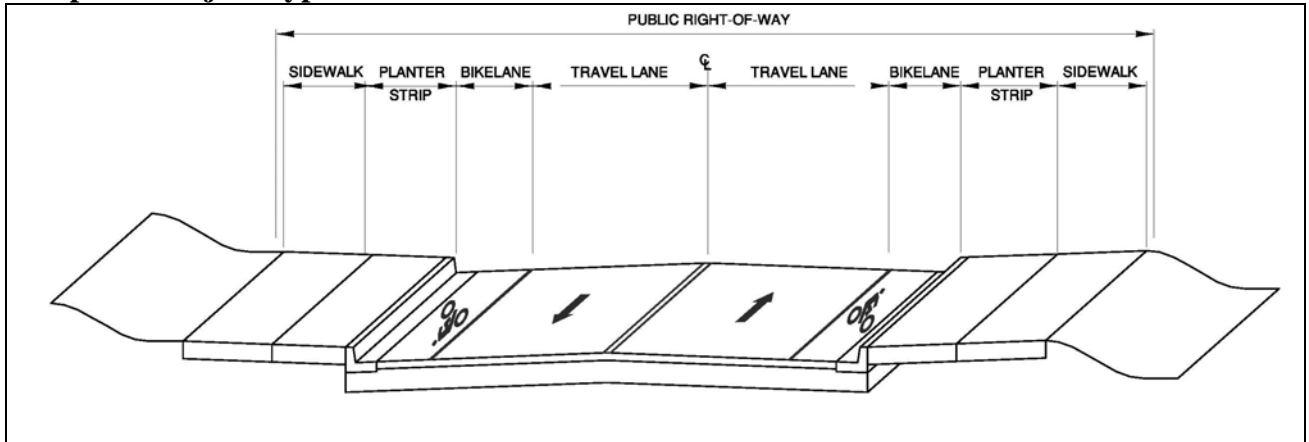 PUBLIC RIGHT-OF-WAY
℄
SIDEWALK PLANTER STRIP BIKELANE TRAVEL LANE TRAVEL LANE BIKELANE PLANTER STRIP SIDEWALK